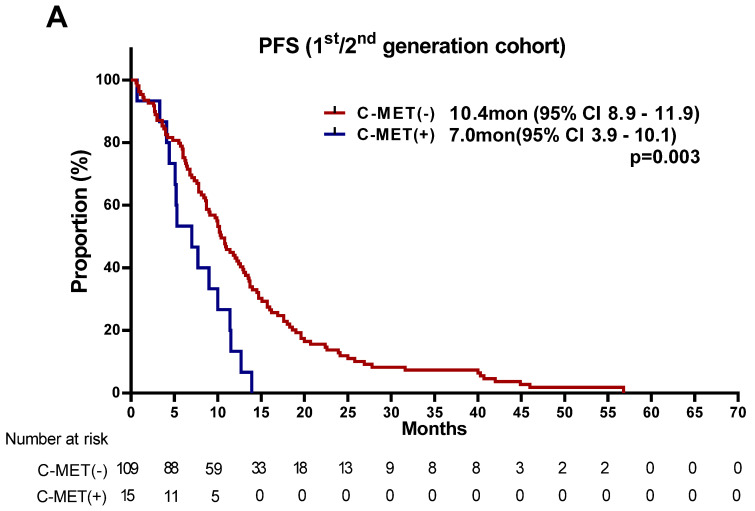 A
PFS (1st/2nd generation cohort)
C-MET(-) 10.4mon (95% CI 8.9 - 11.9)
C-MET(+) 7.0mon(95% CI 3.9 - 10.1)
p=0.003
Proportion (%)
100
80
60
40
20
0
0 5 10 15 20 25 30 35 40 45 50 55 60 65 70
Months
Number at risk
C-MET(-) 109 88 59 33 18 13 9 8 8 3 2 2 0 0 0
C-MET(+) 15 11 5 0 0 0 0 0 0 0 0 0 0 0 0